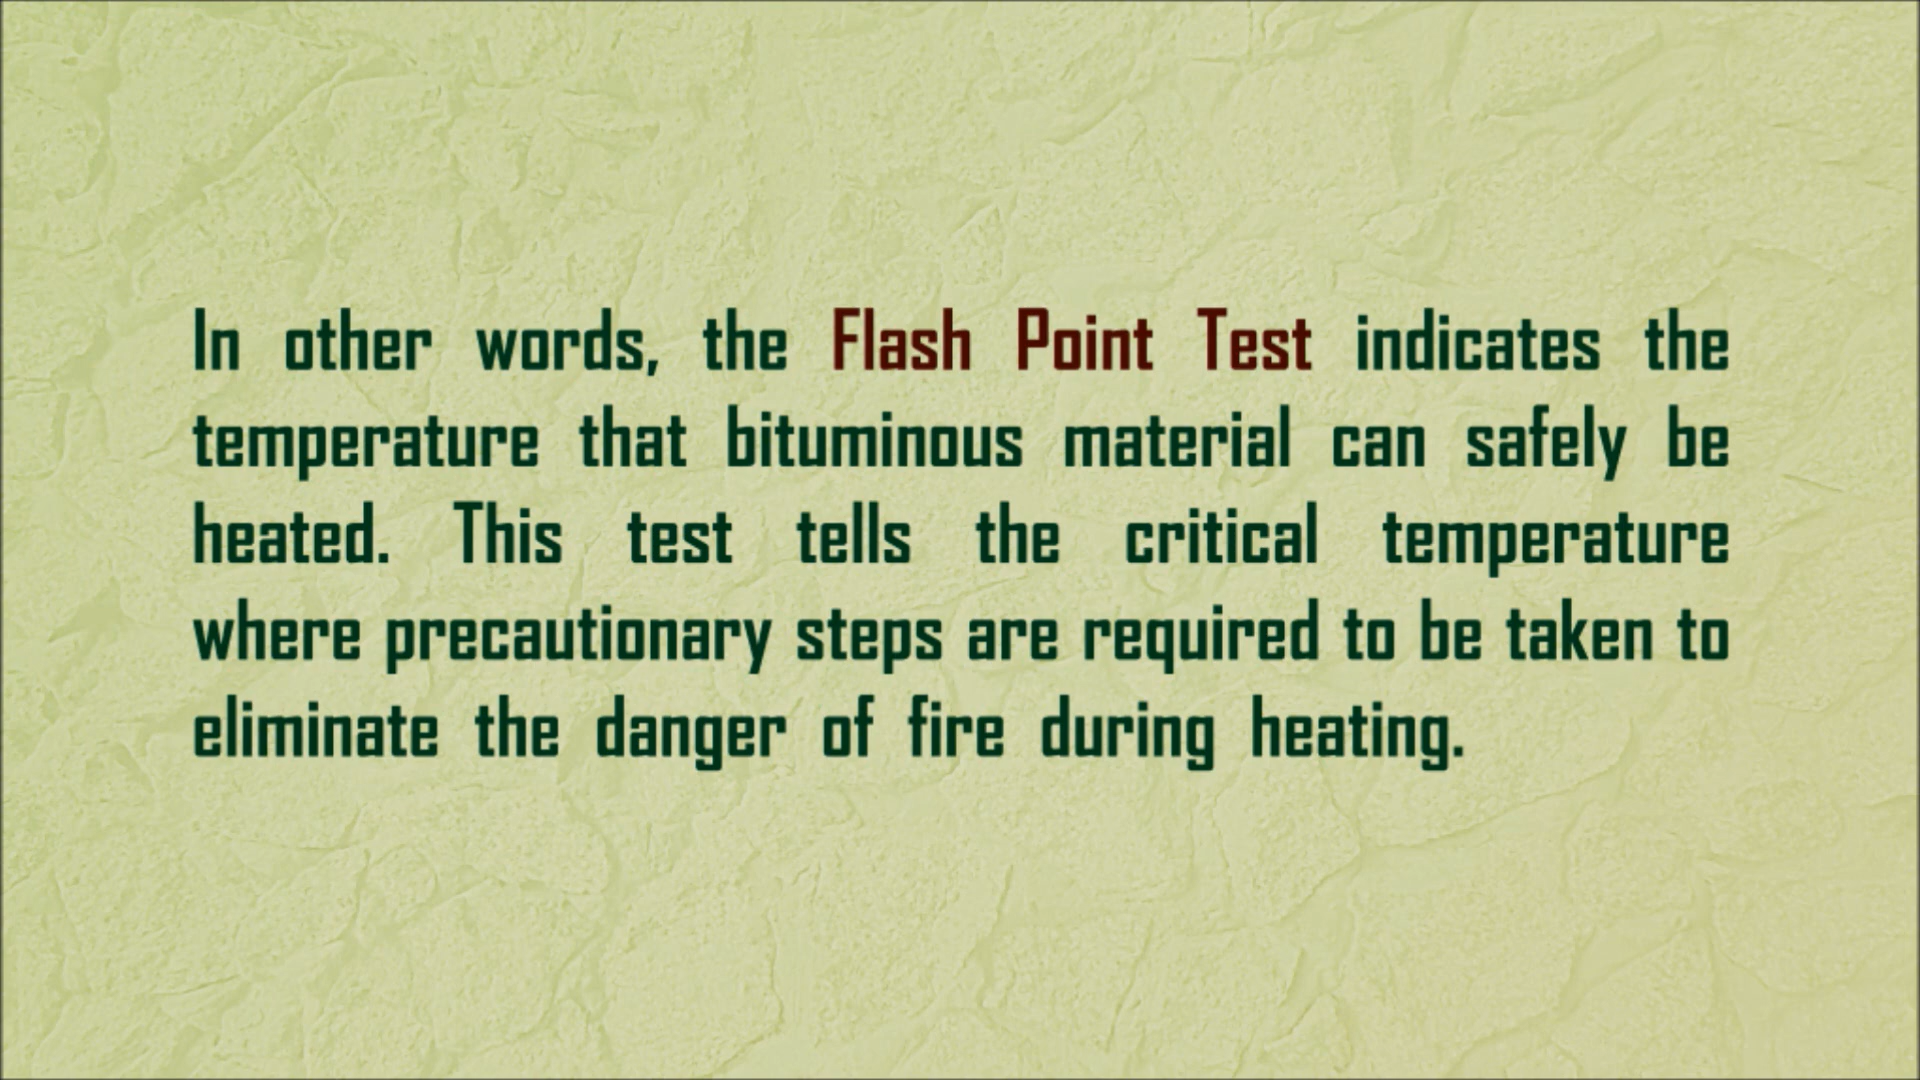 In other words, the Flash Point Test indicates the
temperature that bituminous material can safely be
heated. This test tells the critical temperature
where precautionary steps are required to be taken to
eliminate the danger of fire during heating.